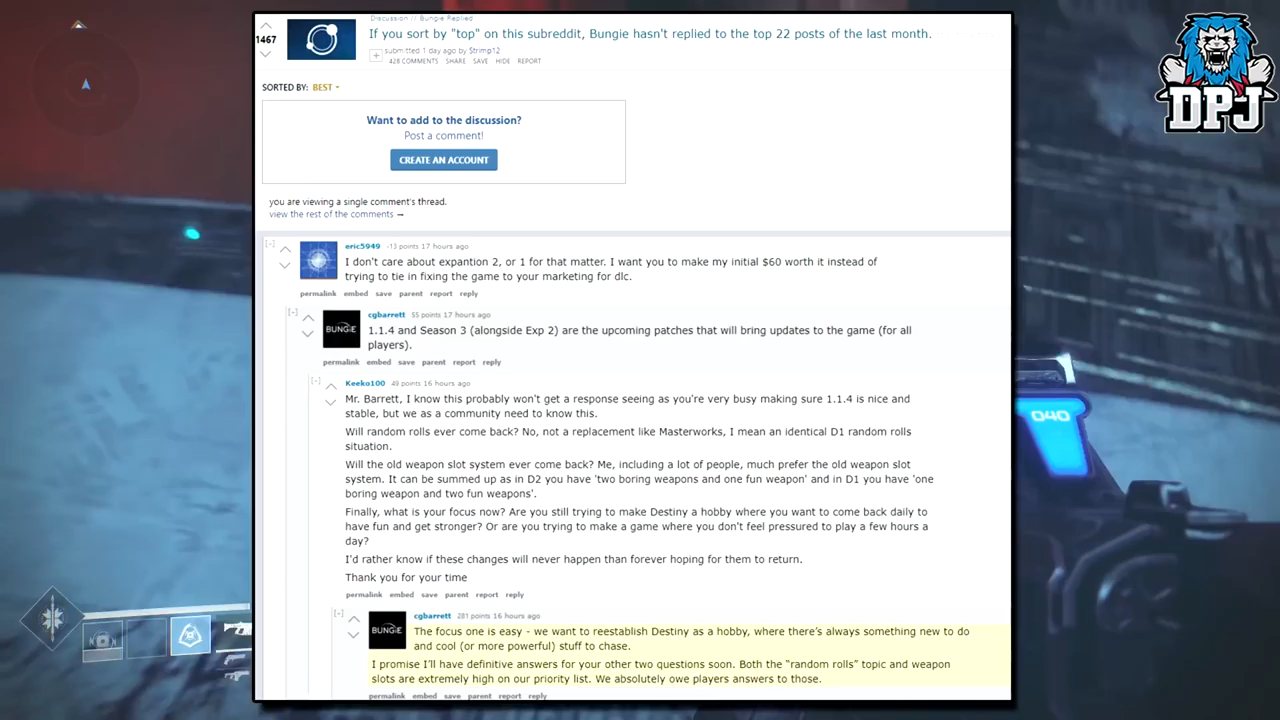 Discussion // Bungie Replied
1467
If you sort by "top" on this subreddit, Bungie hasn't replied to the top 22 posts of the last month.
submitted 1 day ago by Strimp12
428 COMMENTS SHARE SAVE HIDE REPORT
SORTED BY: BEST
Want to add to the discussion?
Post a comment!
CREATE AN ACCOUNT
you are viewing a single comment's thread.
view the rest of the comments →
[-] eric5949 -13 points 17 hours ago
I don't care about expantion 2, or 1 for that matter. I want you to make my initial $60 worth it instead of
trying to tie in fixing the game to your marketing for dlc.
permalink embed save parent report reply
[-] cgbarrett 55 points 17 hours ago
BUNGIE
1.1.4 and Season 3 (alongside Exp 2) are the upcoming patches that will bring updates to the game (for all
players).
permalink embed save parent report reply
[-] Keeko100 49 points 16 hours ago
Mr. Barrett, I know this probably won't get a response seeing as you're very busy making sure 1.1.4 is nice and
stable, but we as a community need to know this.
Will random rolls ever come back? No, not a replacement like Masterworks, I mean an identical D1 random rolls
situation.
Will the old weapon slot system ever come back? Me, including a lot of people, much prefer the old weapon slot
system. It can be summed up as in D2 you have 'two boring weapons and one fun weapon' and in D1 you have 'one
boring weapon and two fun weapons'.
Finally, what is your focus now? Are you still trying to make Destiny a hobby where you want to come back daily to
have fun and get stronger? Or are you trying to make a game where you don't feel pressured to play a few hours a
day?
I'd rather know if these changes will never happen than forever hoping for them to return.
Thank you for your time
permalink embed save parent report reply
[-] cgbarrett 281 points 16 hours ago
BUNGIE
The focus one is easy - we want to reestablish Destiny as a hobby, where there's always something new to do
and cool (or more powerful) stuff to chase.
I promise I'll have definitive answers for your other two questions soon. Both the “random rolls” topic and weapon
slots are extremely high on our priority list. We absolutely owe players answers to those.
permalink embed save parent report reply
DPJ
040